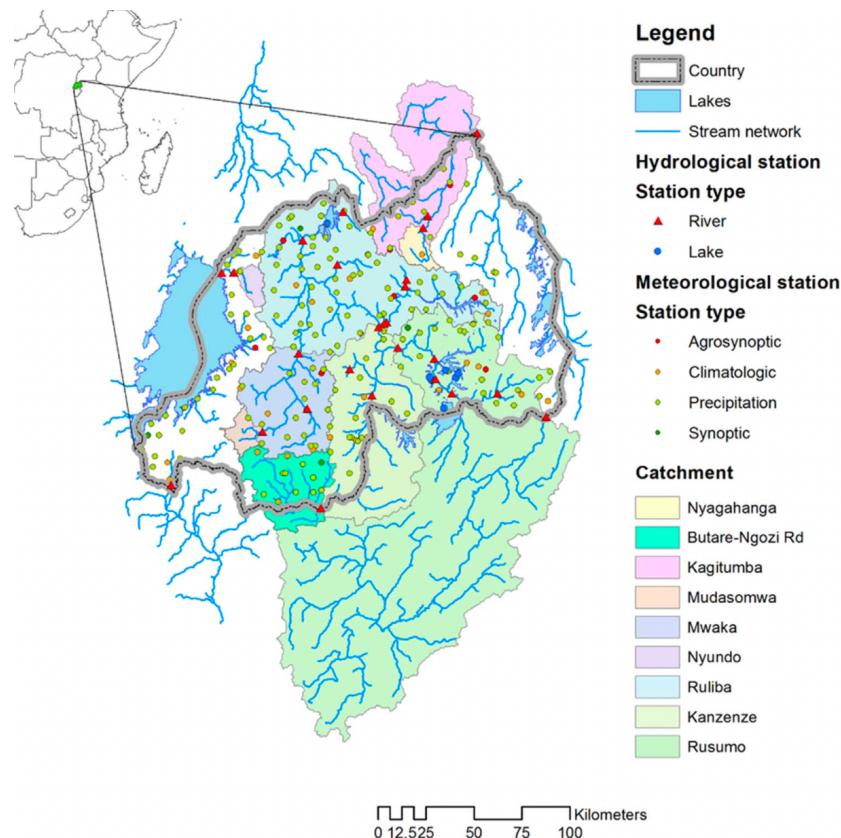 Legend
Country
Lakes
Stream network
Hydrological station
Station type
River
Lake
Meteorological station
Station type
Agrosynoptic
Climatologic
Precipitation
Synoptic
Catchment
Nyagahanga
Butare-Ngozi Rd
Kagitumba
Mudasomwa
Mwaka
Nyundo
Ruliba
Kanzenze
Rusumo
Kilometers
0 12.525 50 75 100